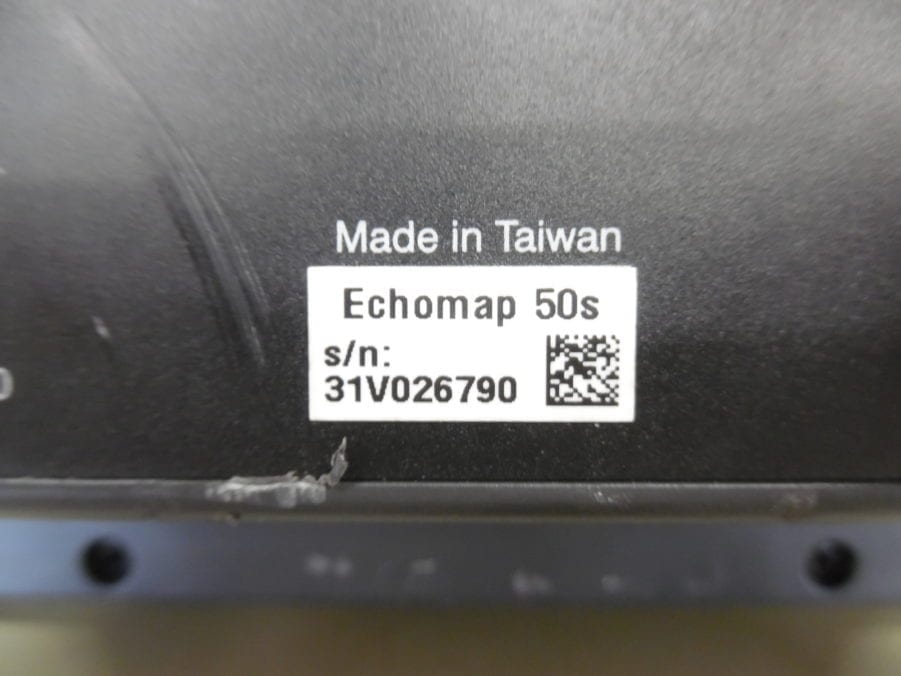 Made in Taiwan
Echomap 50s
s/n:
31V026790